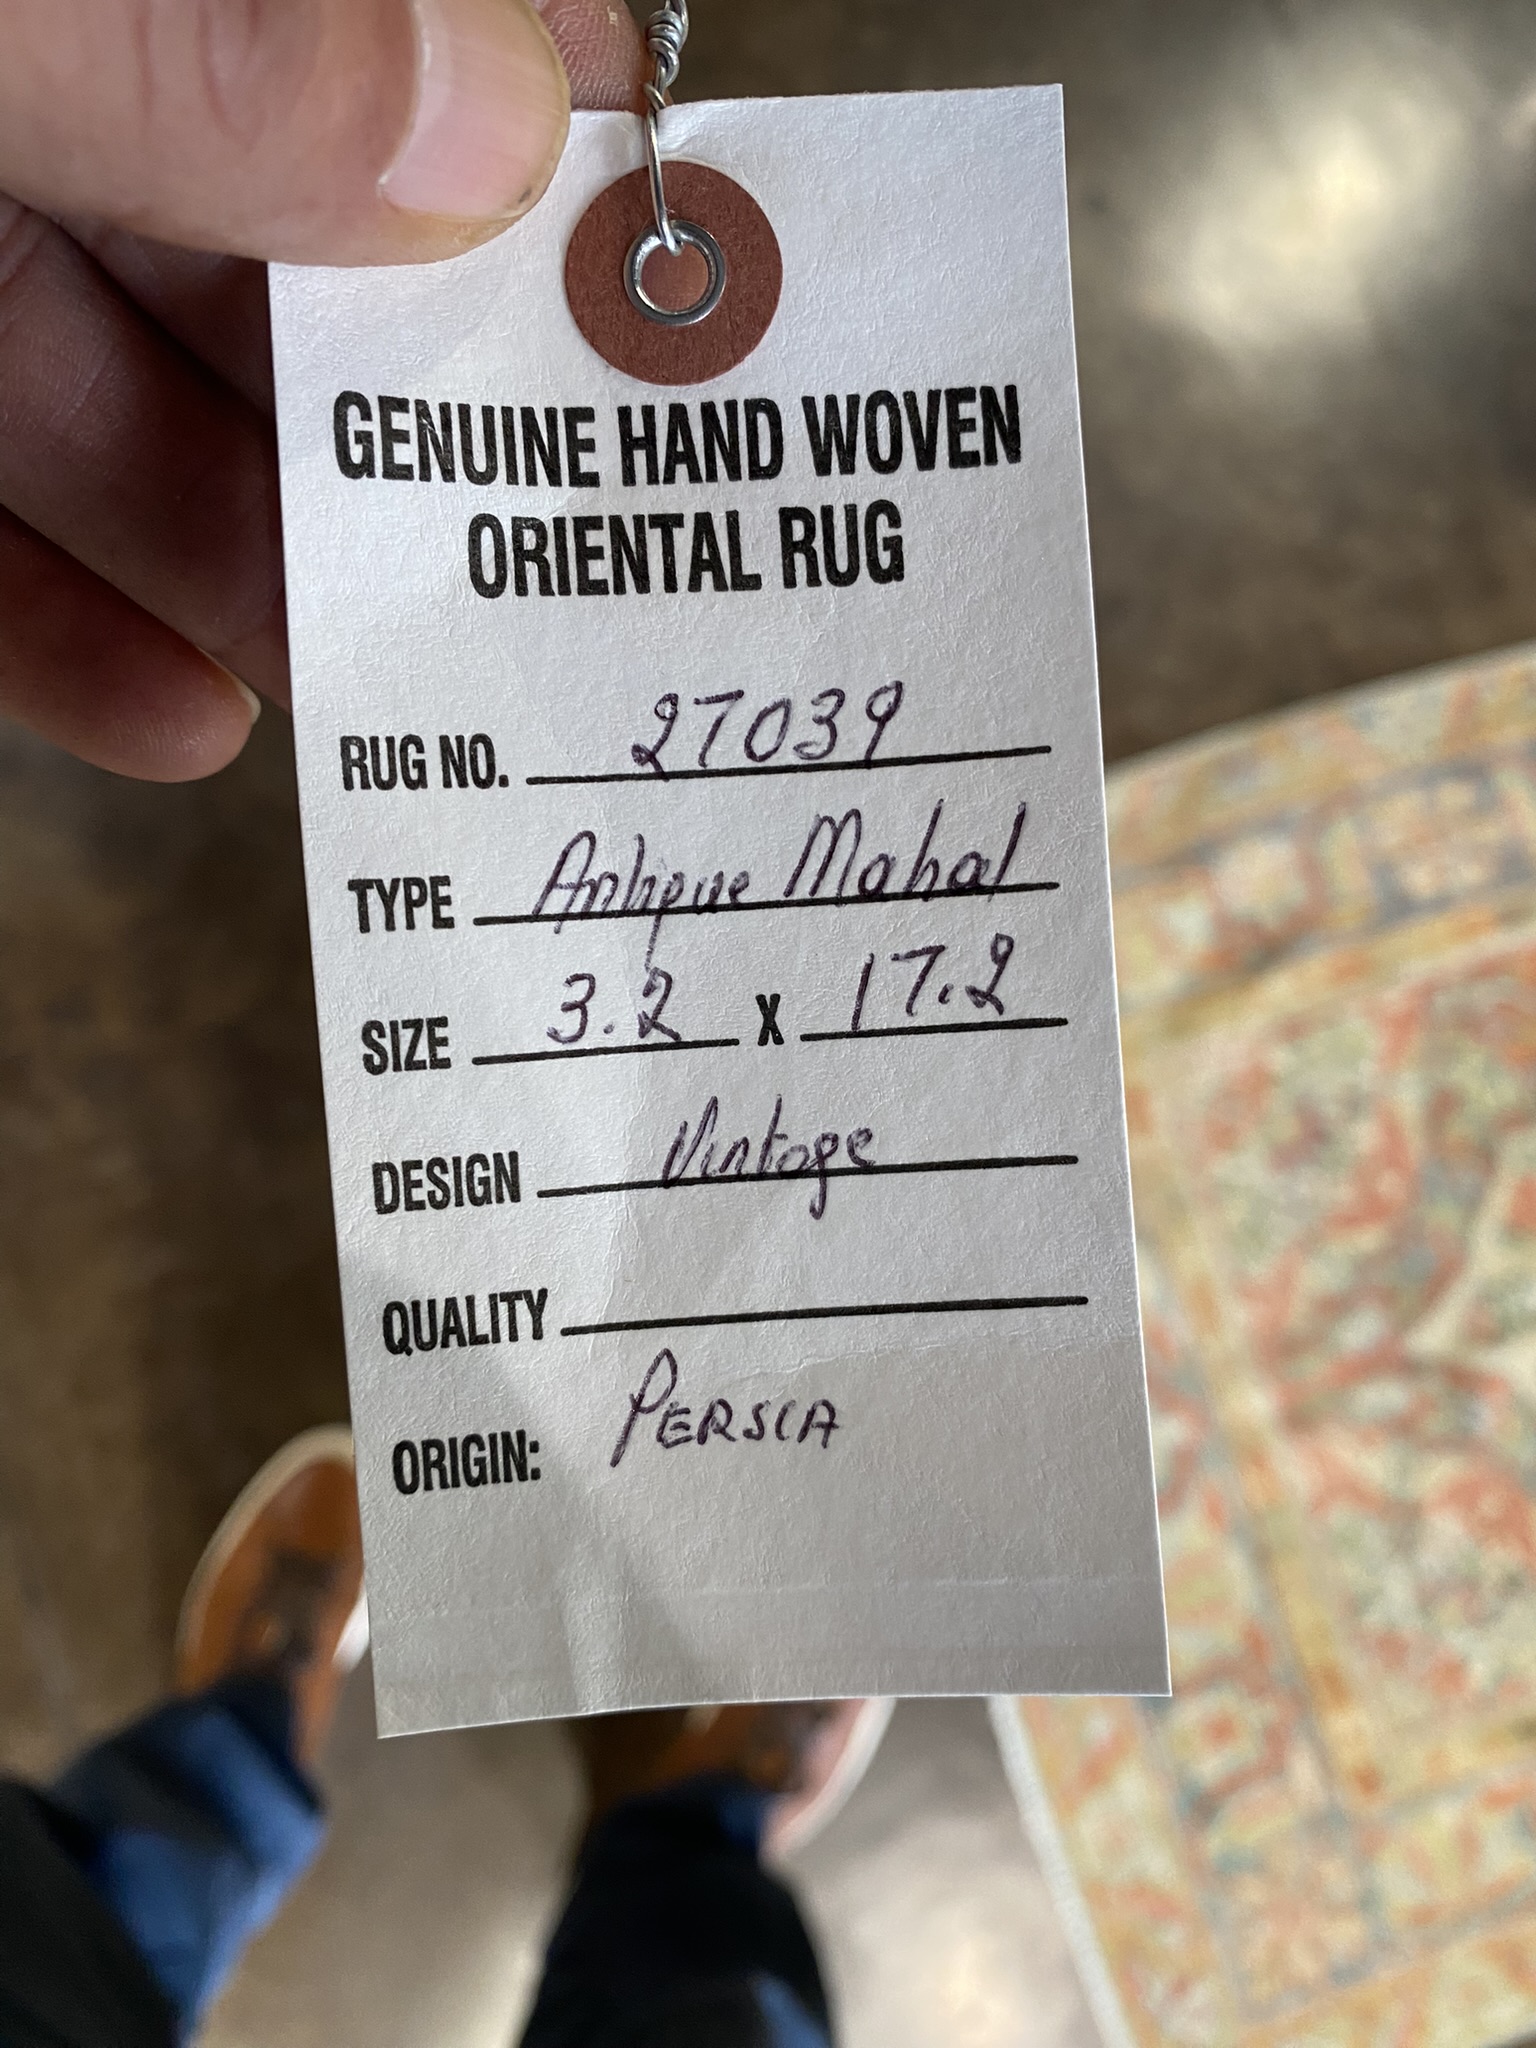 GENUINE HAND WOVEN
ORIENTAL RUG
RUG NO. 27039
TYPE Antique Mahal
SIZE 3.2 X 17.2
DESIGN Vintage
QUALITY
ORIGIN: PERSIA